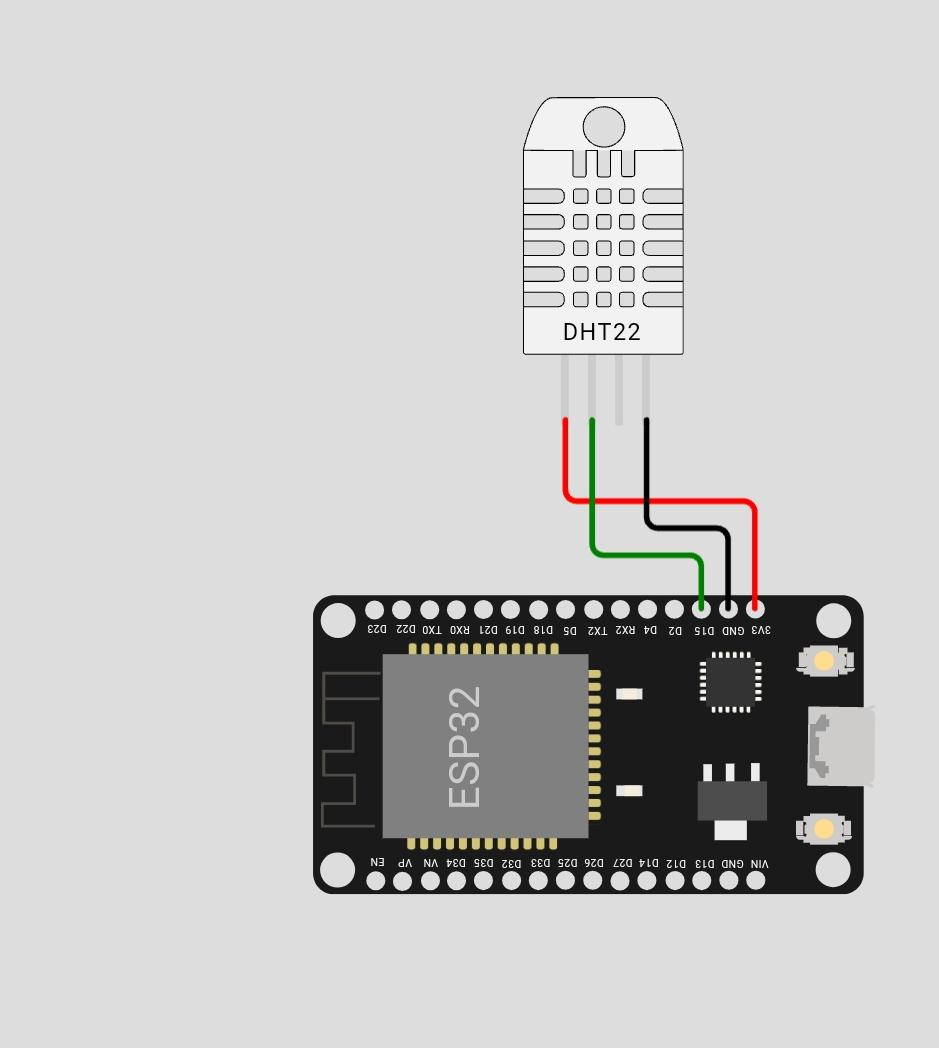 DHT22
D23 D22 TX0 RX0 D21 D19 D18 D5 TX2 RX2 D4 D2 D15 GND 3V3
ESP32
EN VP VN D34 D35 D32 D33 D25 D26 D27 D14 D12 D13 GND VIN